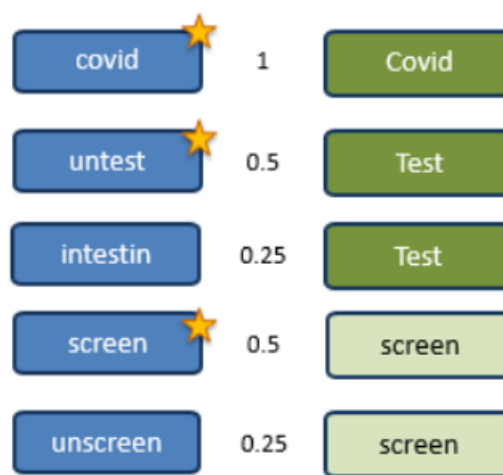 covid 1 Covid
untest 0.5 Test
intestin 0.25 Test
screen 0.5 screen
unscreen 0.25 screen